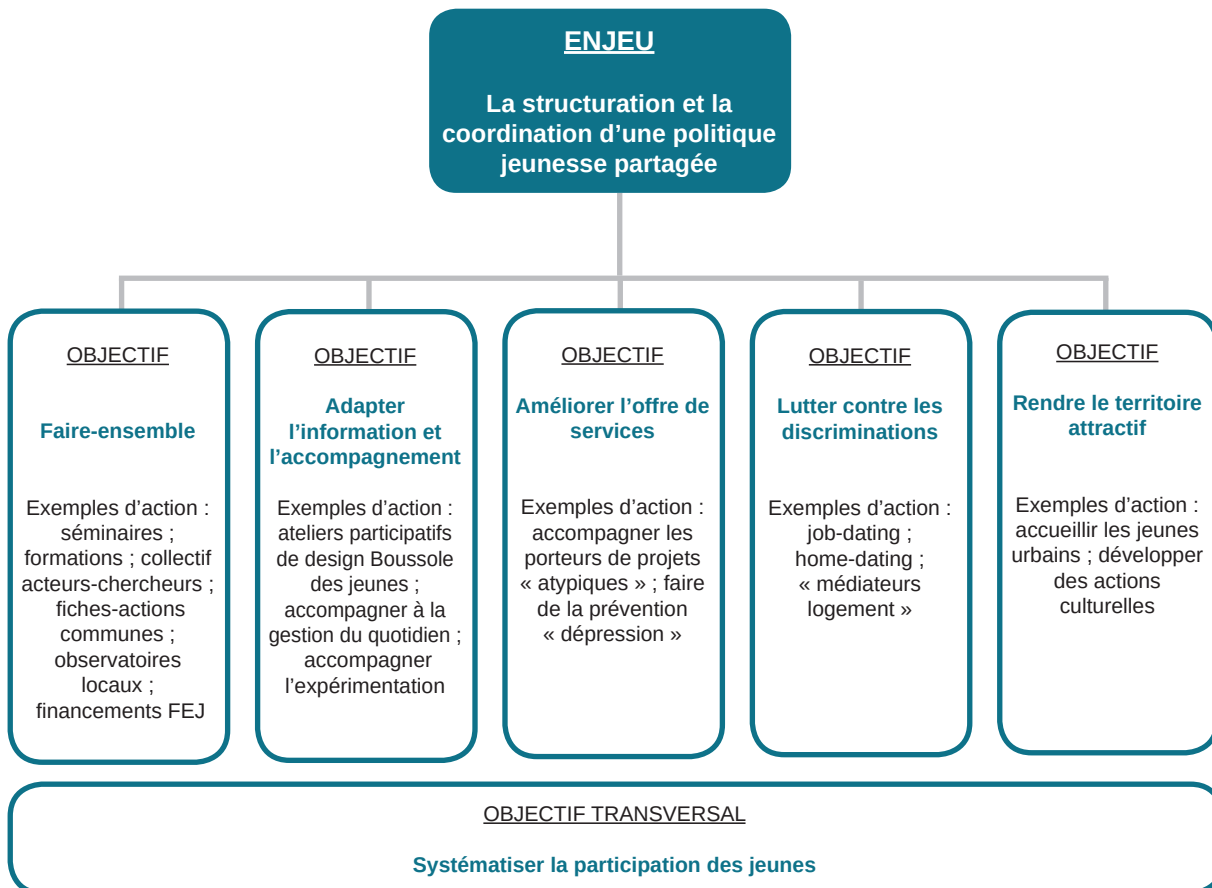 ENJEU
La structuration et la
coordination d’une politique
jeunesse partagée
OBJECTIF
Faire-ensemble
Exemples d’action :
séminaires ;
formations ; collectif
acteurs-chercheurs ;
fiches-actions
communes ;
observatoires
locaux ;
financements FEJ
OBJECTIF
Adapter
l’information et
l’accompagnement
Exemples d’action :
ateliers participatifs
de design Boussole
des jeunes ;
accompagner à la
gestion du quotidien ;
accompagner
l’expérimentation
OBJECTIF
Améliorer l’offre de
services
Exemples d’action :
accompagner les
porteurs de projets
« atypiques » ; faire
de la prévention
« dépression »
OBJECTIF
Lutter contre les
discriminations
Exemples d’action :
job-dating ;
home-dating ;
« médiateurs
logement »
OBJECTIF
Rendre le territoire
attractif
Exemples d’action :
accueillir les jeunes
urbains ; développer
des actions
culturelles
OBJECTIF TRANSVERSAL
Systématiser la participation des jeunes